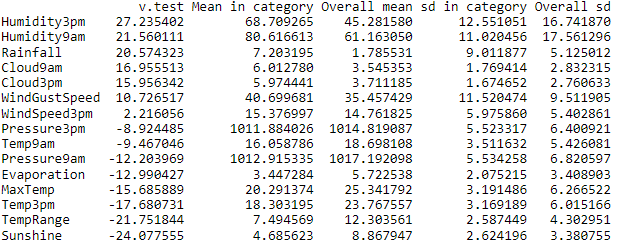 v.test Mean in category Overall mean sd in category Overall sd
Humidity3pm 27.235402 68.709265 45.281580 12.551051 16.741870
Humidity9am 21.560111 80.616613 61.163050 11.020456 17.561296
Rainfall 20.574323 7.203195 1.785531 9.011877 5.125012
Cloud9am 16.955513 6.012780 3.545353 1.769414 2.832315
Cloud3pm 15.956342 5.974441 3.711185 1.674652 2.760633
WindGustSpeed 10.726517 40.699681 35.457429 11.520474 9.511905
WindSpeed3pm 2.216056 15.376997 14.761825 5.975860 5.402861
Pressure3pm -8.924485 1011.884026 1014.819087 5.523317 6.400921
Temp9am -9.467046 16.058786 18.698108 3.511632 5.426081
Pressure9am -12.203969 1012.915335 1017.192098 5.534258 6.820597
Evaporation -12.990427 3.447284 5.722538 2.075215 3.408903
MaxTemp -15.685889 20.291374 25.341792 3.191486 6.266522
Temp3pm -17.680731 18.303195 23.767557 3.169189 6.015166
TempRange -21.751844 7.494569 12.303561 2.587449 4.302951
Sunshine -24.077555 4.685623 8.867947 2.624196 3.380755